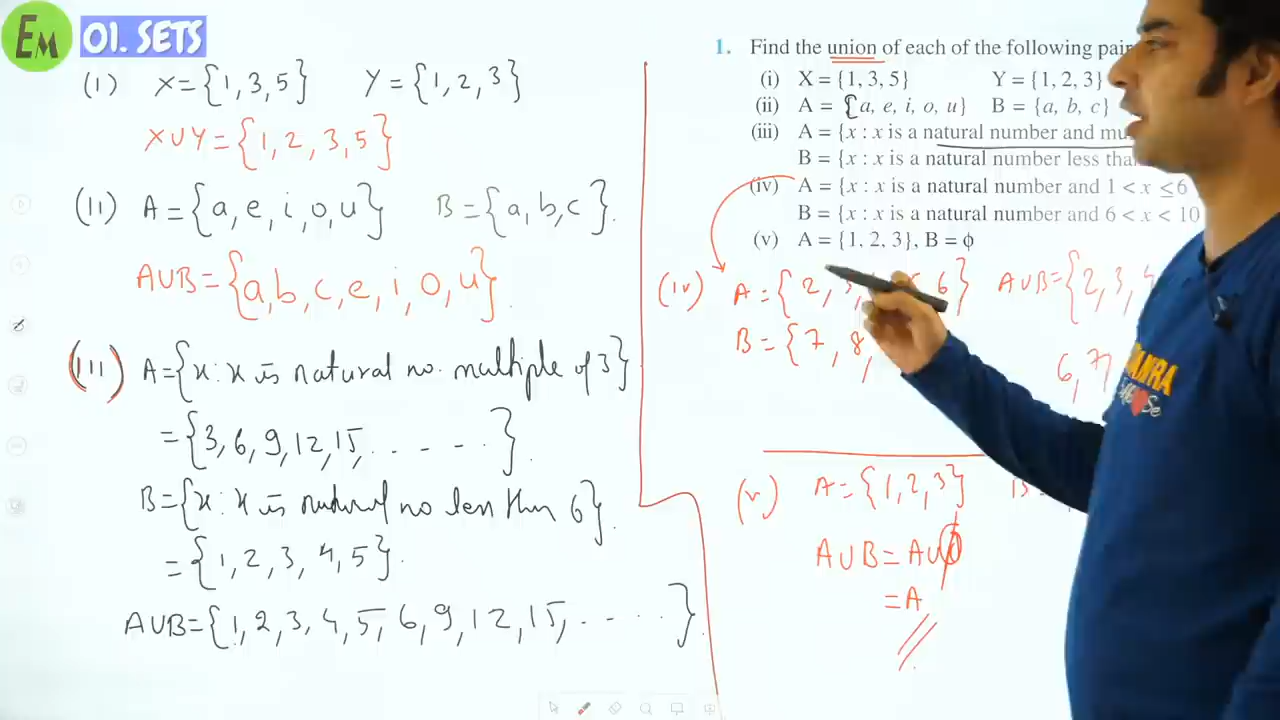 Em 01. SETS
(i) X={1,3,5} Y={1,2,3}
X∪Y={1,2,3,5}
(ii) A={a,e,i,o,u} B={a,b,c}.
A∪B={a,b,c,e,i,o,u}.
(iii) A={x:x is natural no. multiple of 3}
={3,6,9,12,15,.....}.
B={x:x is natural no less than 6}.
={1,2,3,4,5}.
A∪B={1,2,3,4,5,6,9,12,15,.....}.
1. Find the union of each of the following
(i) X = {1, 3, 5} Y = {1, 2, 3}
(ii) A = {a, e, i, o, u} B = {a, b, c}
(iii) A = {x : x is a natural number and
B = {x : x is a natural number less
(iv) A = {x : x is a natural number and 1 < x ≤6
B = {x : x is a natural number and 6 < x < 10
(v) A = {1, 2, 3}, B = ϕ
(iv) A={2,3, 6} A∪B={2,3,4
B={7,8, 6,7
(v) A={1,2,3} B=
A∪B=A∪ϕ
=A